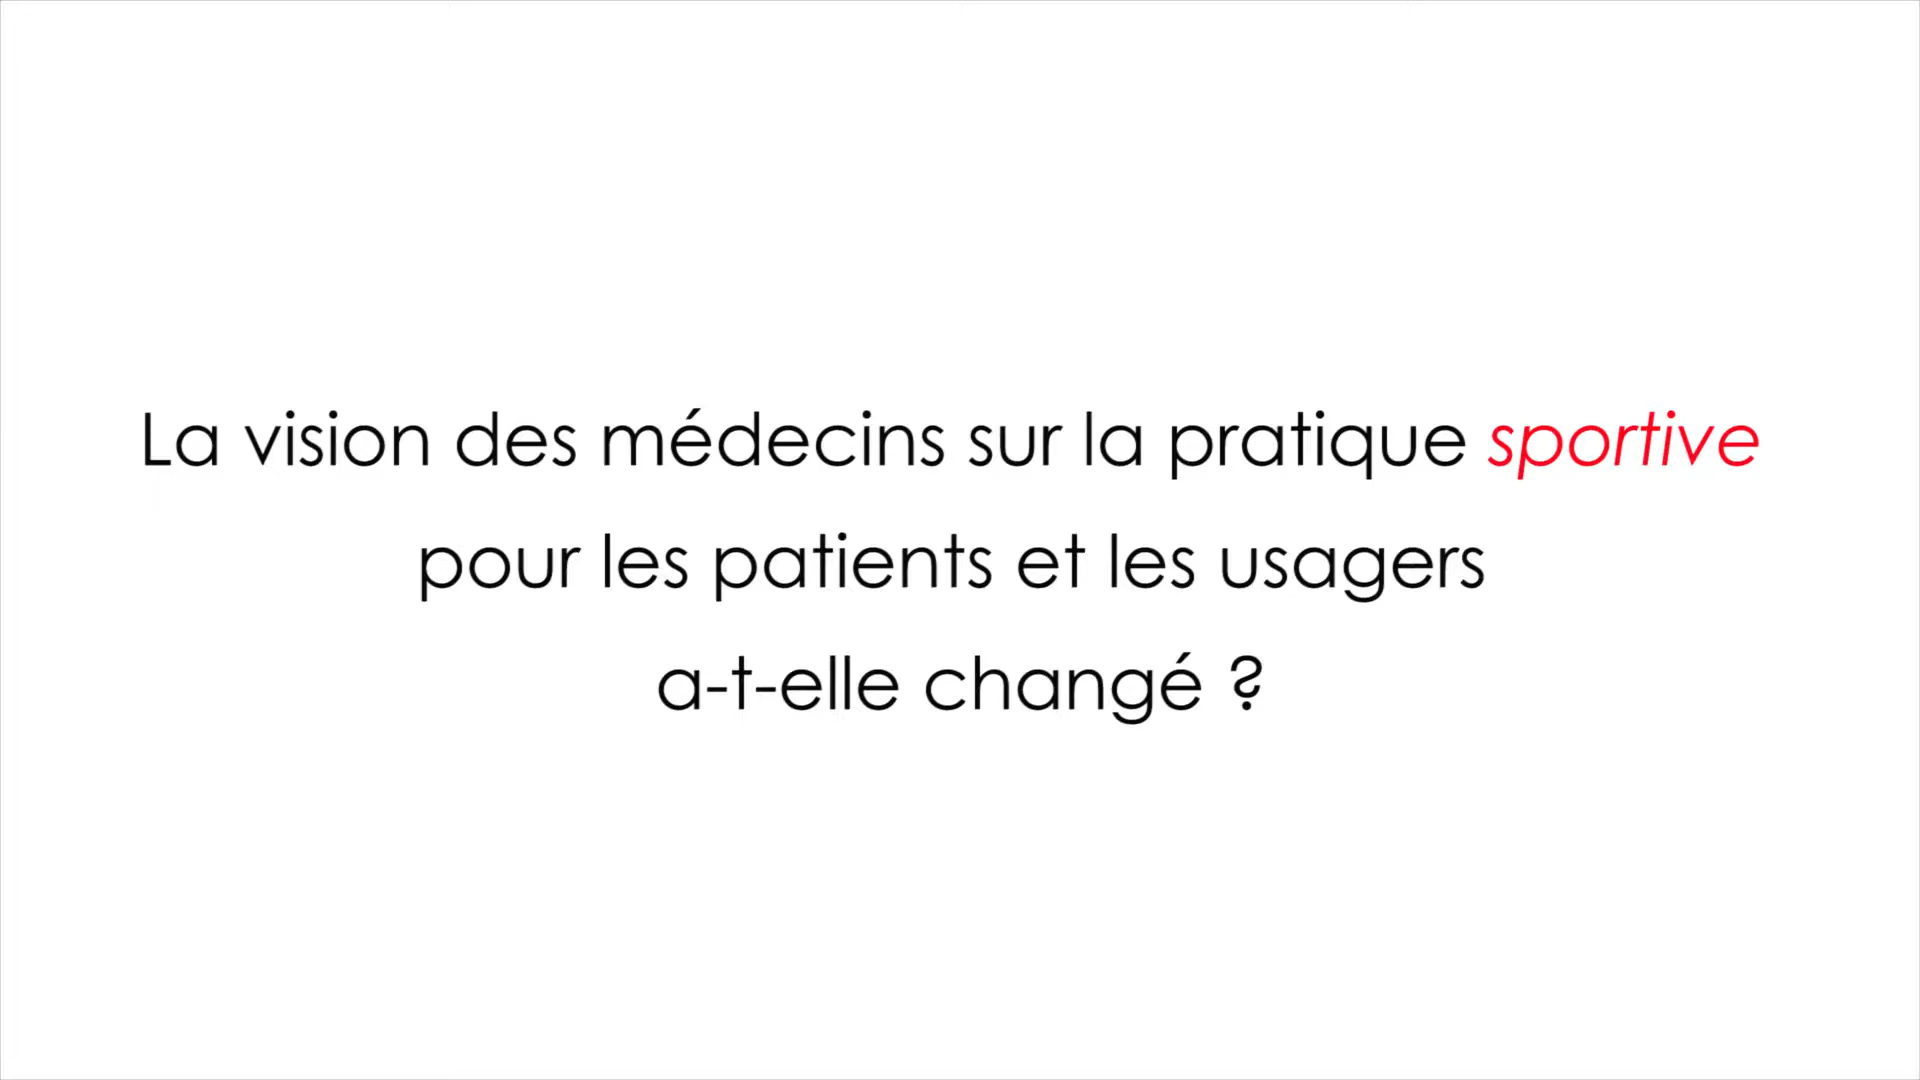 La vision des médecins sur la pratique sportive
pour les patients et les usagers
a-t-elle changé ?